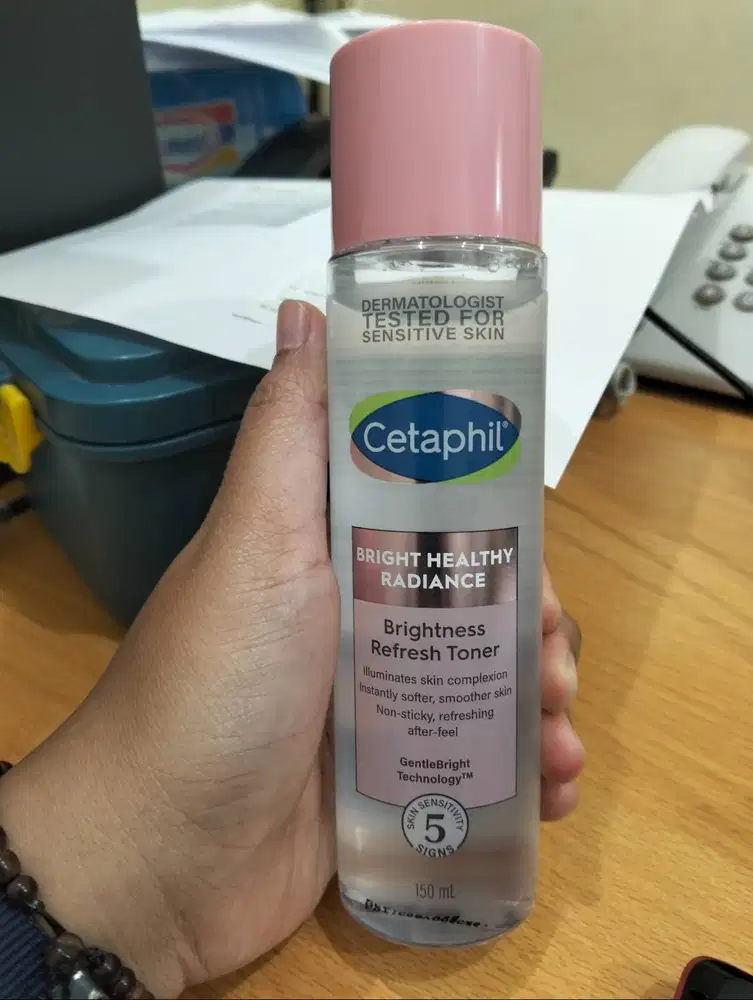 DERMATOLOGIST
TESTED FOR
SENSITIVE SKIN
Cetaphil®
BRIGHT HEALTHY
RADIANCE
Brightness
Refresh Toner
Illuminates skin complexion
Instantly softer, smoother skin
Non-sticky, refreshing
after-feel
GentleBright
Technology™
SKIN SENSITIVITY
5
SIGNS
150 mL